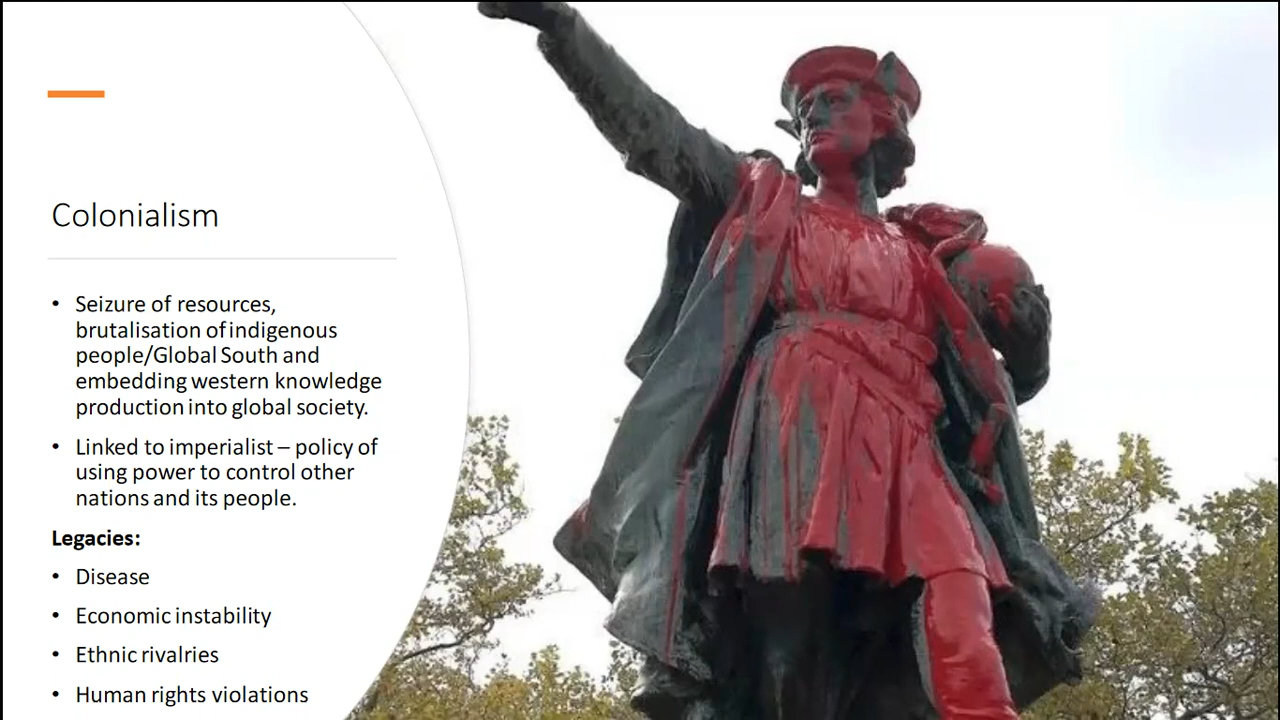 Colonialism
• Seizure of resources,
brutalisation of indigenous
people/Global South and
embedding western knowledge
production into global society.
• Linked to imperialist – policy of
using power to control other
nations and its people.
Legacies:
• Disease
• Economic instability
• Ethnic rivalries
• Human rights violations